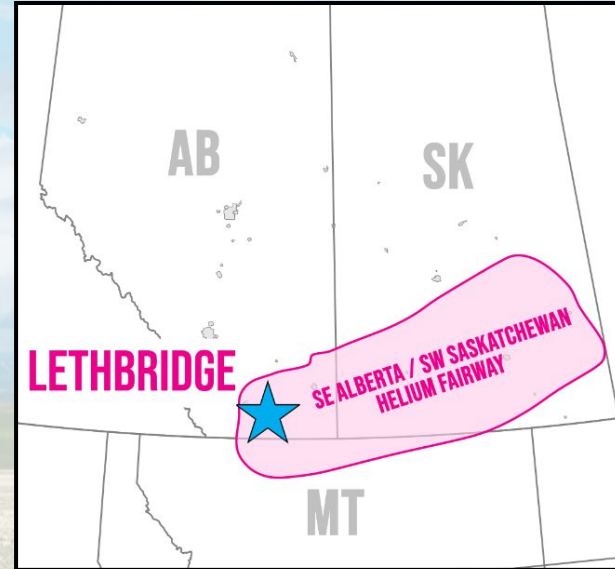 AB
SK
LETHBRIDGE
SE ALBERTA / SW SASKATCHEWAN
HELIUM FAIRWAY
MT